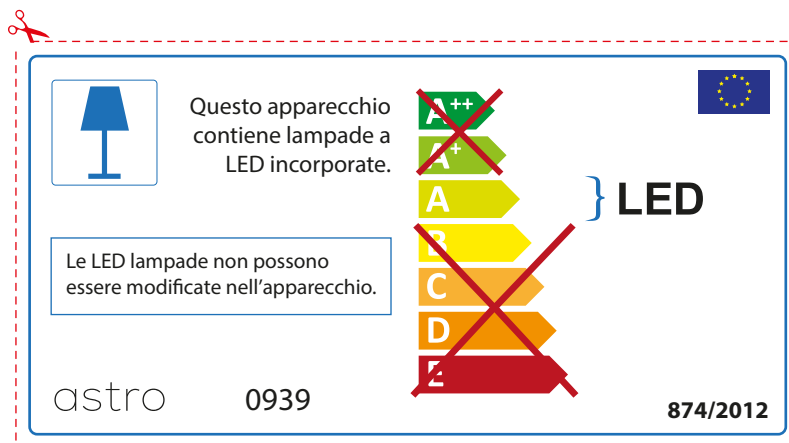 Questo apparecchio
contiene lampade a
LED incorporate.
Le LED lampade non possono
essere modificate nell'apparecchio.
A++
A+
A
B
C
D
E
LED
astro
0939
874/2012